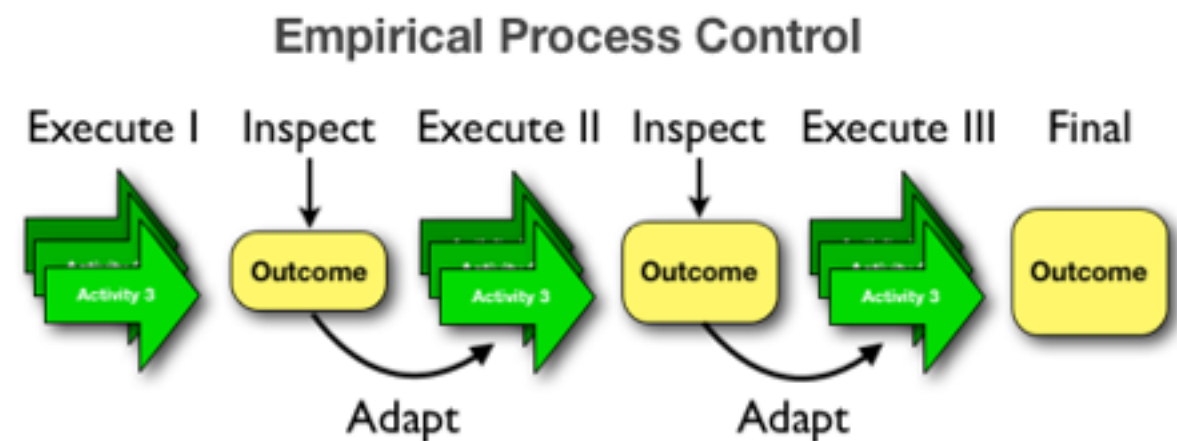 Empirical Process Control
Execute I Inspect Execute II Inspect Execute III Final
Outcome Outcome Outcome
Activity 3 Activity 3 Activity 3
Adapt Adapt